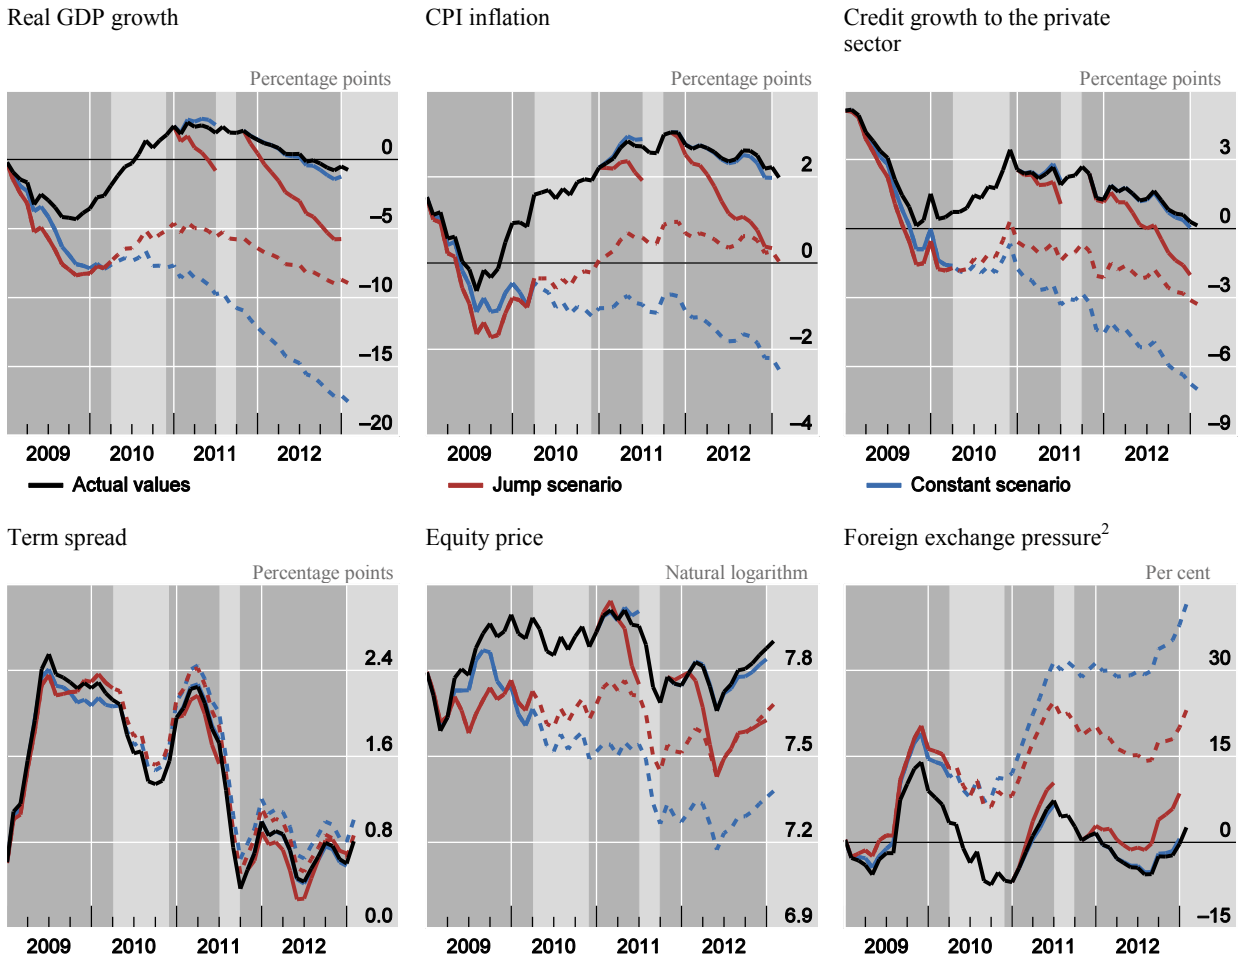 Real GDP growth
CPI inflation
Credit growth to the private
sector
Percentage points
Percentage points
Percentage points
0
–5
–10
–15
–20
2
0
–2
–4
3
0
–3
–6
–9
2009 2010 2011 2012
2009 2010 2011 2012
2009 2010 2011 2012
Actual values
Jump scenario
Constant scenario
Term spread
Equity price
Foreign exchange pressure2
Percentage points
Natural logarithm
Per cent
2.4
1.6
0.8
0.0
7.8
7.5
7.2
6.9
30
15
0
–15
2009 2010 2011 2012
2009 2010 2011 2012
2009 2010 2011 2012